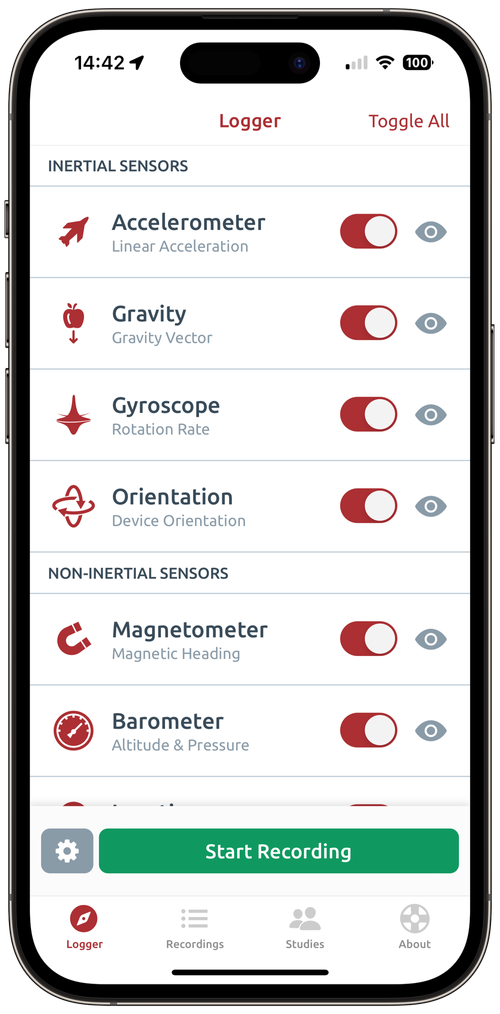 14:42
100
Logger
Toggle All
INERTIAL SENSORS
Accelerometer
Linear Acceleration
Gravity
Gravity Vector
Gyroscope
Rotation Rate
Orientation
Device Orientation
NON-INERTIAL SENSORS
Magnetometer
Magnetic Heading
Barometer
Altitude & Pressure
Start Recording
Logger
Recordings
Studies
About